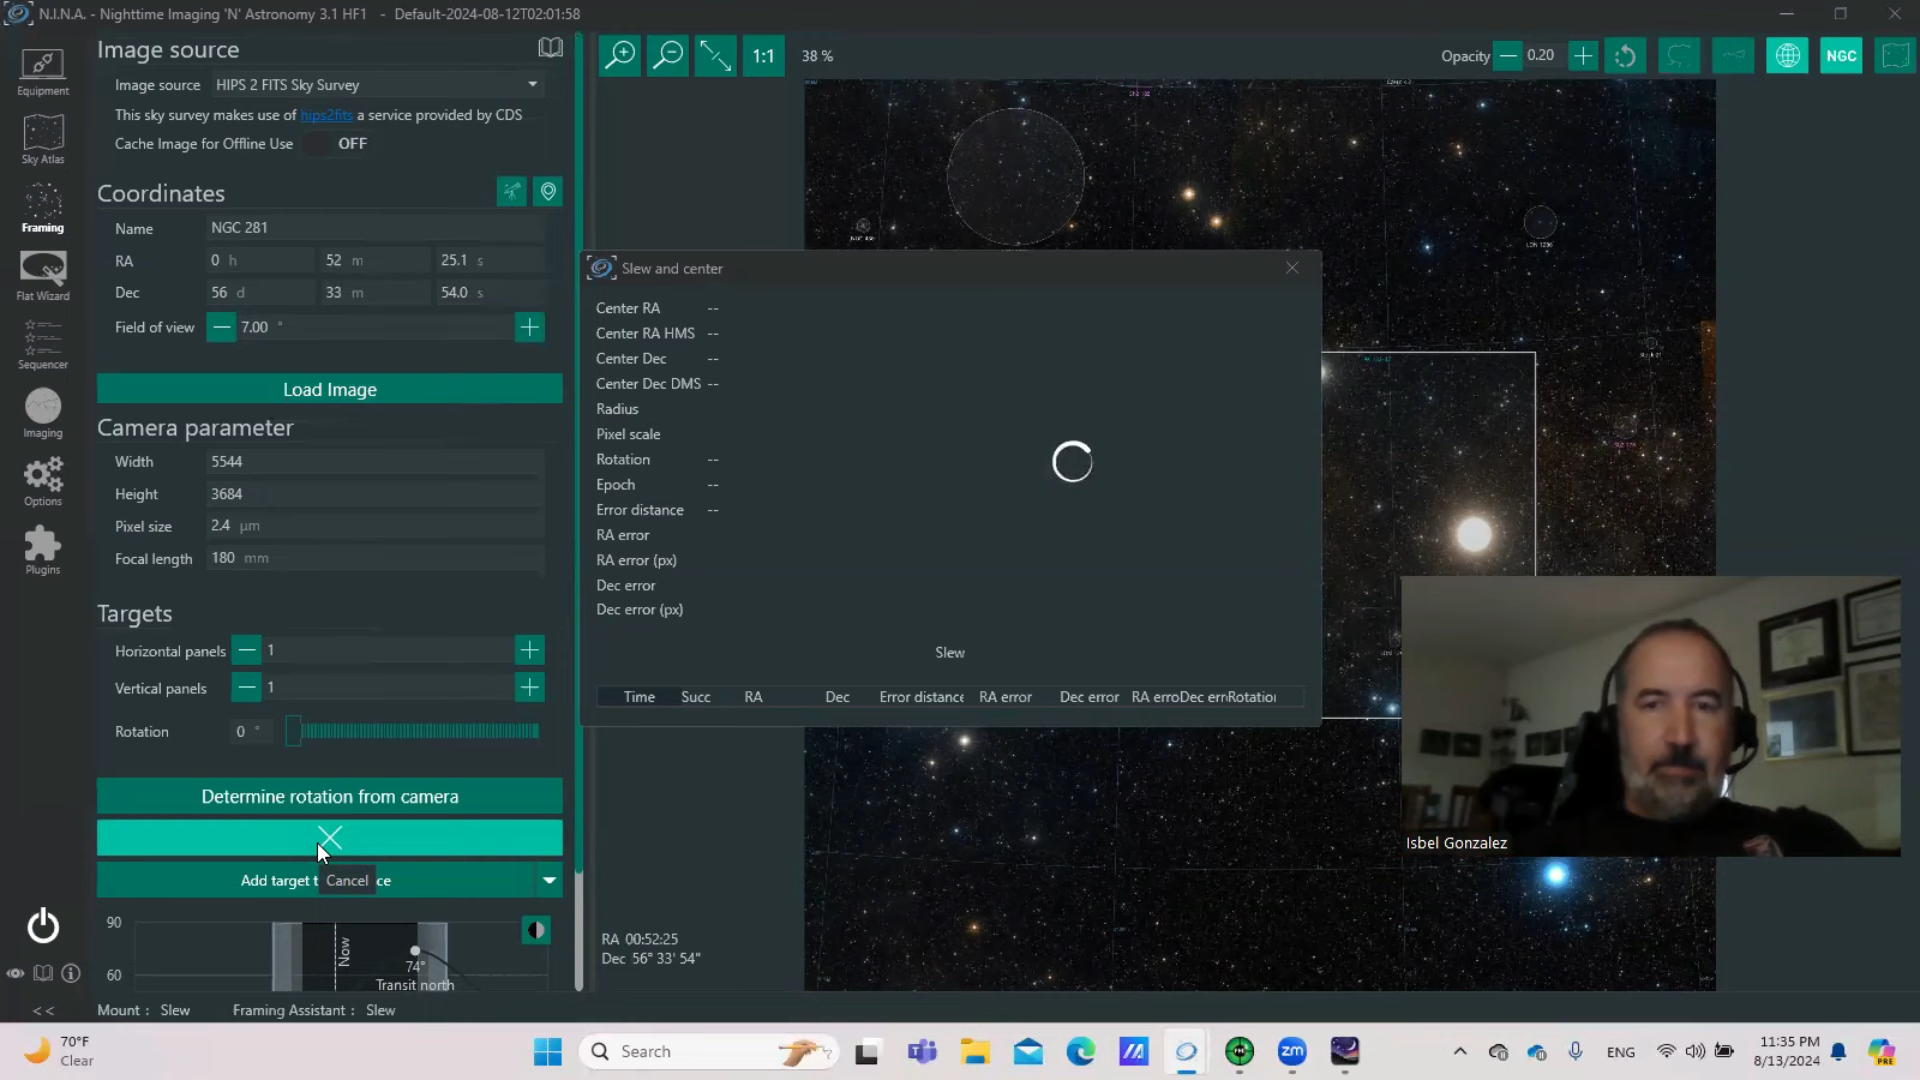 N.I.N.A. - Nighttime Imaging 'N' Astronomy 3.1 HF1 - Default-2024-08-12T02:01:58
Equipment
Sky Atlas
Framing
Flat Wizard
Sequencer
Imaging
Options
Plugins
Image source
Image source HIPS 2 FITS Sky Survey
This sky survey makes use of hips2fits a service provided by CDS
Cache Image for Offline Use OFF
Coordinates
Name NGC 281
RA 0 h 52 m 25.1 s
Dec 56 d 33 m 54.0 s
Field of view 7.00 °
Load Image
Camera parameter
Width 5544
Height 3684
Pixel size 2.4 µm
Focal length 180 mm
Targets
Horizontal panels 1
Vertical panels 1
Rotation 0 °
Determine rotation from camera
Add target t ce
Cancel
90
60
Now
74°
Transit north
1:1 38 %
Opacity 0.20 NGC
Slew and center
Center RA --
Center RA HMS --
Center Dec --
Center Dec DMS --
Radius
Pixel scale
Rotation --
Epoch --
Error distance --
RA error
RA error (px)
Dec error
Dec error (px)
Slew
Time Succ RA Dec Error distance RA error Dec error RA erro Dec err Rotation
RA 00:52:25
Dec 56° 33' 54"
Isbel Gonzalez
<< Mount : Slew Framing Assistant : Slew
70°F
Clear
Search
zm
ENG
11:35 PM
8/13/2024
PRE